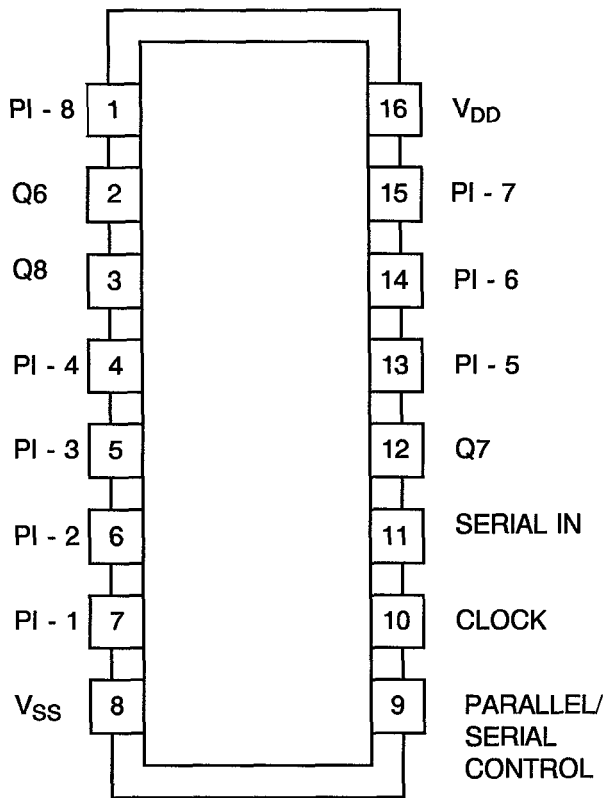 PI - 8 1 16 VDD
Q6 2 15 PI - 7
Q8 3 14 PI - 6
PI - 4 4 13 PI - 5
PI - 3 5 12 Q7
PI - 2 6 11 SERIAL IN
PI - 1 7 10 CLOCK
VSS 8 9 PARALLEL/
SERIAL
CONTROL